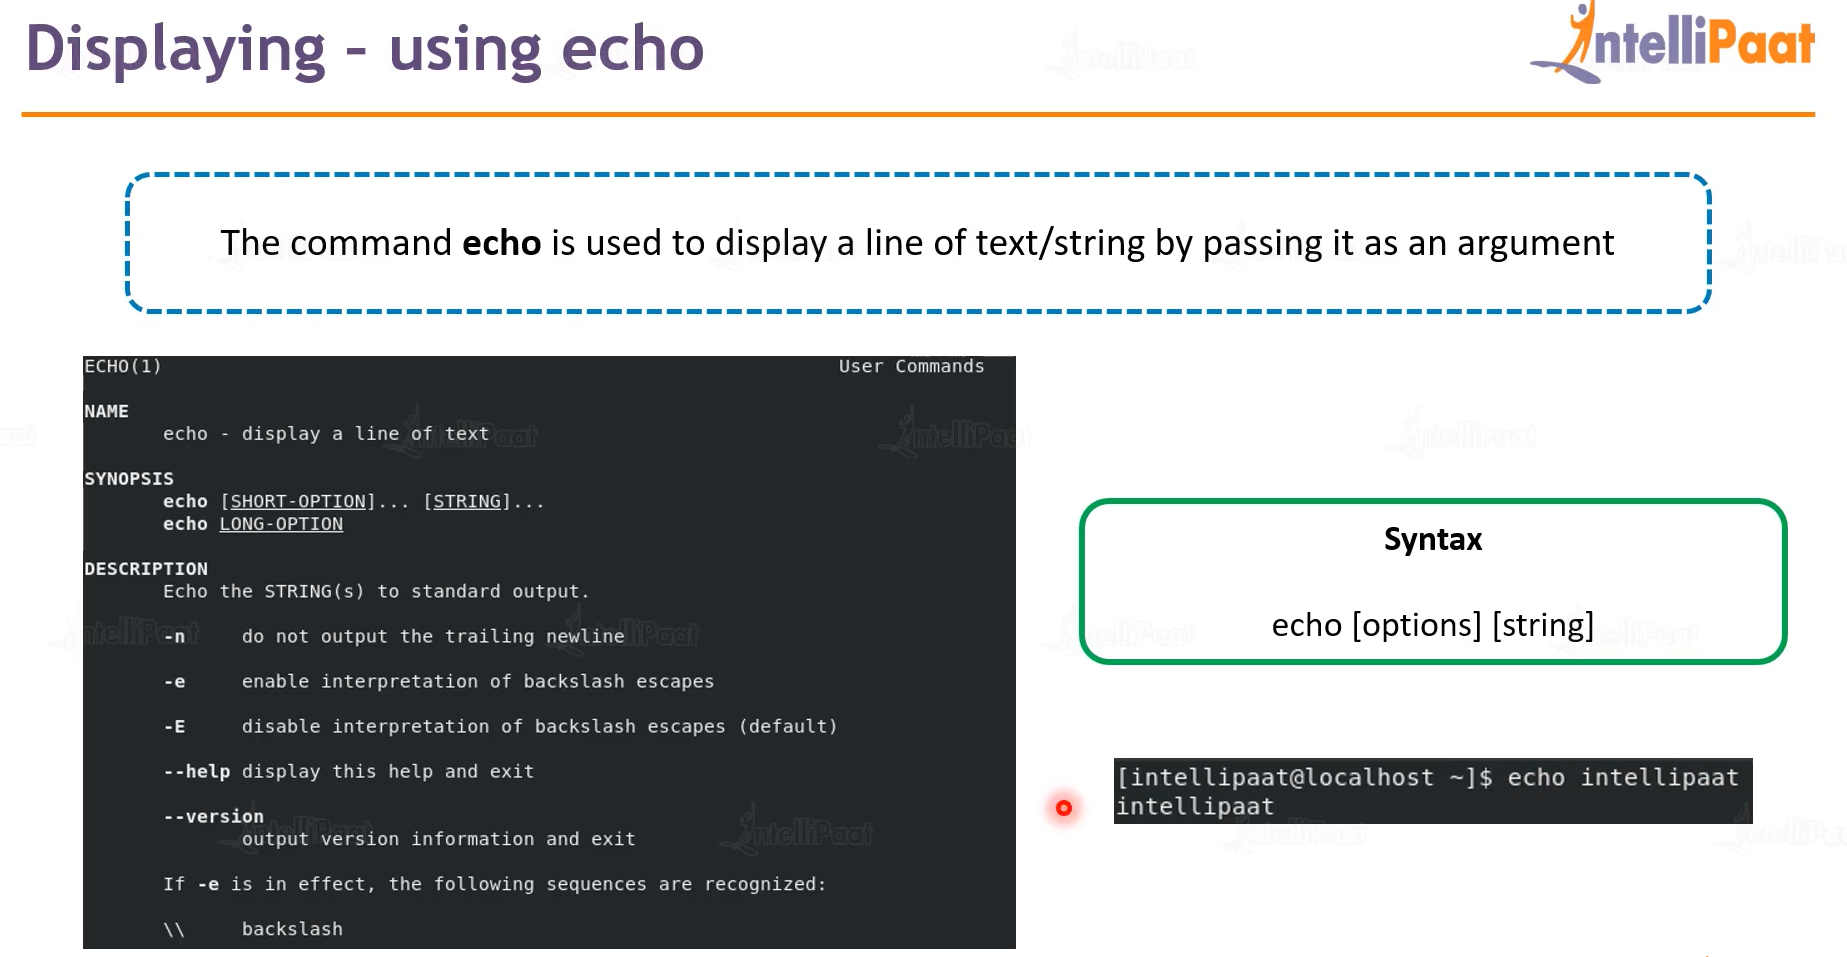 Displaying - using echo
IntelliPaat
The command echo is used to display a line of text/string by passing it as an argument
ECHO(1) User Commands
NAME
echo - display a line of text
SYNOPSIS
echo [SHORT-OPTION]... [STRING]...
echo LONG-OPTION
DESCRIPTION
Echo the STRING(s) to standard output.
-n do not output the trailing newline
-e enable interpretation of backslash escapes
-E disable interpretation of backslash escapes (default)
--help display this help and exit
--version
output version information and exit
If -e is in effect, the following sequences are recognized:
\\ backslash
Syntax
echo [options] [string]
[intellipaat@localhost ~]$ echo intellipaat
intellipaat